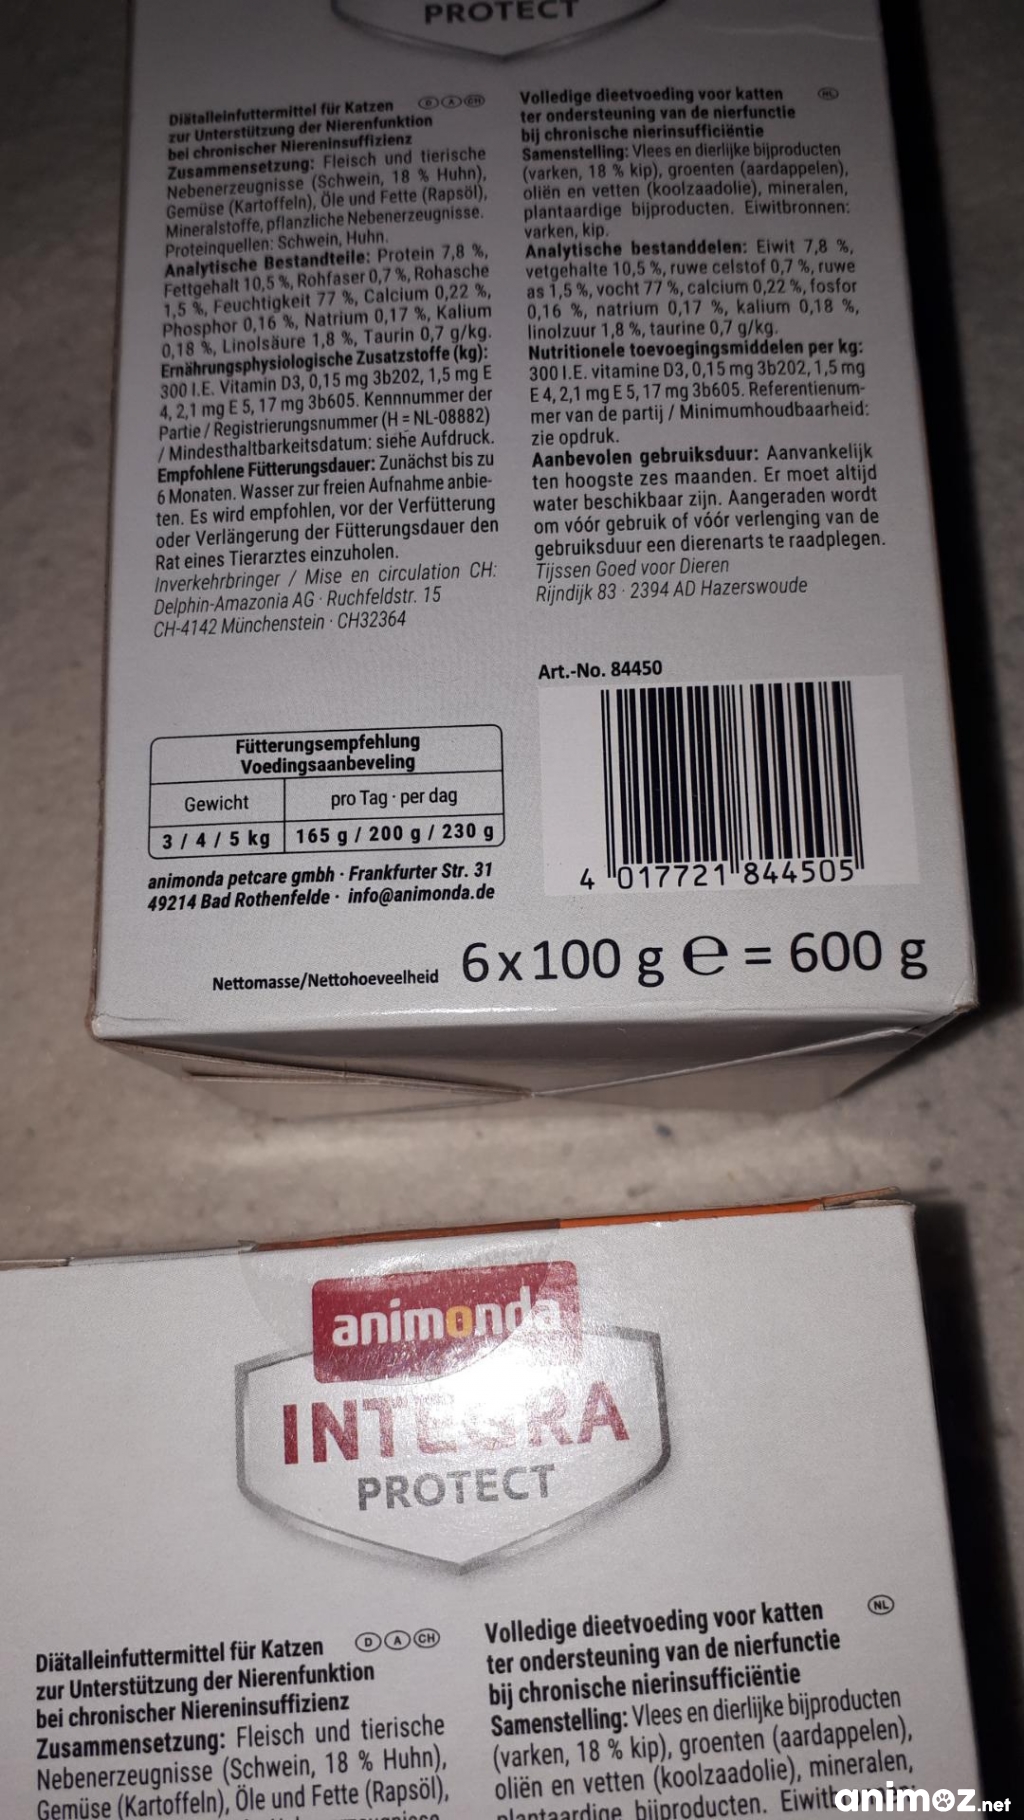 PROTECT
Diätalleinfuttermittel für Katzen D A CH
zur Unterstützung der Nierenfunktion
bei chronischer Niereninsuffizienz
Zusammensetzung: Fleisch und tierische
Nebenerzeugnisse (Schwein, 18 % Huhn),
Gemüse (Kartoffeln), Öle und Fette (Rapsöl),
Mineralstoffe, pflanzliche Nebenerzeugnisse.
Proteinquellen: Schwein, Huhn.
Analytische Bestandteile: Protein 7,8 %,
Fettgehalt 10,5 %, Rohfaser 0,7 %, Rohasche
1,5 %, Feuchtigkeit 77 %, Calcium 0,22 %,
Phosphor 0,16 %, Natrium 0,17 %, Kalium
0,18 %, Linolsäure 1,8 %, Taurin 0,7 g/kg.
Ernährungsphysiologische Zusatzstoffe (kg):
300 I.E. Vitamin D3, 0,15 mg 3b202, 1,5 mg E
4, 2,1 mg E 5, 17 mg 3b605. Kennnummer der
Partie / Registrierungsnummer (H = NL-08882)
/ Mindesthaltbarkeitsdatum: siehe Aufdruck.
Empfohlene Fütterungsdauer: Zunächst bis zu
6 Monaten. Wasser zur freien Aufnahme anbie-
ten. Es wird empfohlen, vor der Verfütterung
oder Verlängerung der Fütterungsdauer den
Rat eines Tierarztes einzuholen.
Inverkehrbringer / Mise en circulation CH:
Delphin-Amazonia AG · Ruchfeldstr. 15
CH-4142 Münchenstein · CH32364
Volledige dieetvoeding voor katten NL
ter ondersteuning van de nierfunctie
bij chronische nierinsufficiëntie
Samenstelling: Vlees en dierlijke bijproducten
(varken, 18 % kip), groenten (aardappelen),
oliën en vetten (koolzaadolie), mineralen,
plantaardige bijproducten. Eiwitbronnen:
varken, kip.
Analytische bestanddelen: Eiwit 7,8 %,
vetgehalte 10,5 %, ruwe celstof 0,7 %, ruwe
as 1,5 %, vocht 77 %, calcium 0,22 %, fosfor
0,16 %, natrium 0,17 %, kalium 0,18 %,
linolzuur 1,8 %, taurine 0,7 g/kg.
Nutritionele toevoegingsmiddelen per kg:
300 I.E. vitamine D3, 0,15 mg 3b202, 1,5 mg
E 4, 2,1 mg E 5, 17 mg 3b605. Referentienum-
mer van de partij / Minimumhoudbaarheid:
zie opdruk.
Aanbevolen gebruiksduur: Aanvankelijk
ten hoogste zes maanden. Er moet altijd
water beschikbaar zijn. Aangeraden wordt
om vóór gebruik of vóór verlenging van de
gebruiksduur een dierenarts te raadplegen.
Tijssen Goed voor Dieren
Rijndijk 83 · 2394 AD Hazerswoude
Art.-No. 84450
4 017721 844505
Fütterungsempfehlung
Voedingsaanbeveling
Gewicht pro Tag · per dag
3 / 4 / 5 kg 165 g / 200 g / 230 g
animonda petcare gmbh · Frankfurter Str. 31
49214 Bad Rothenfelde · info@animonda.de
Nettomasse/Nettohoeveelheid 6 x 100 g e = 600 g
animonda
INTEGRA
PROTECT
Diätalleinfuttermittel für Katzen D A CH
zur Unterstützung der Nierenfunktion
bei chronischer Niereninsuffizienz
Zusammensetzung: Fleisch und tierische
Nebenerzeugnisse (Schwein, 18 % Huhn),
Gemüse (Kartoffeln), Öle und Fette (Rapsöl),
Volledige dieetvoeding voor katten NL
ter ondersteuning van de nierfunctie
bij chronische nierinsufficiëntie
Samenstelling: Vlees en dierlijke bijproducten
(varken, 18 % kip), groenten (aardappelen),
oliën en vetten (koolzaadolie), mineralen,
plantaardige bijproducten.
animoz.net